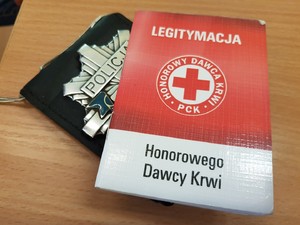 LEGITYMACJA
HONOROWY DAWCA KRWI
PCK
Honorowego
Dawcy Krwi
POLICJA